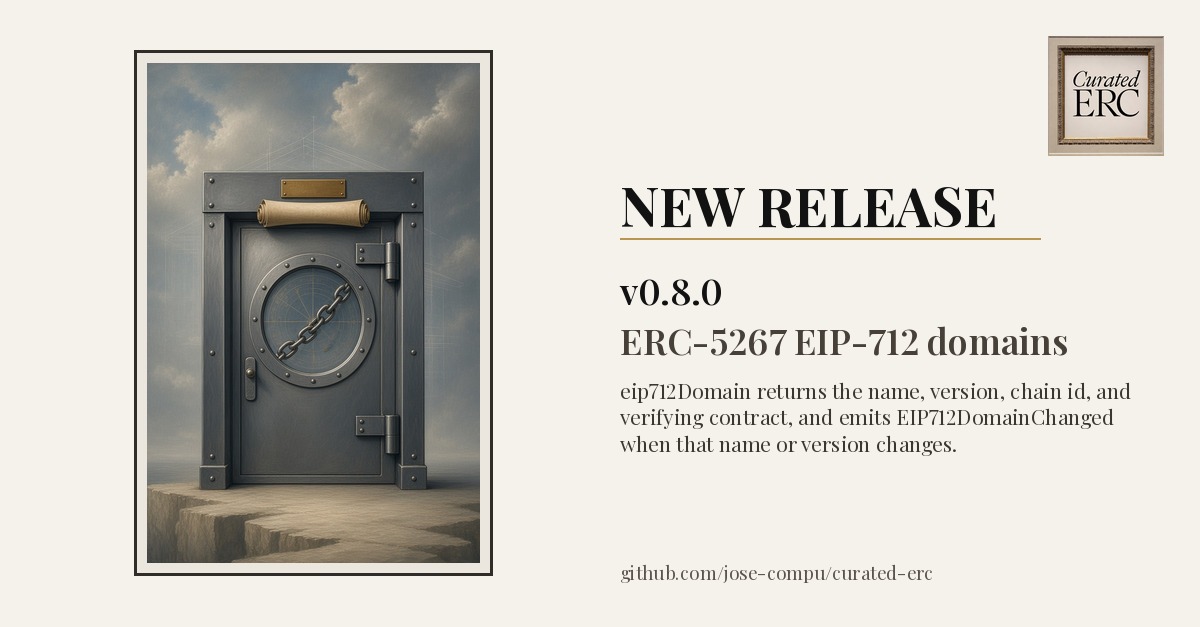 Curated
ERC
NEW RELEASE
v0.8.0
ERC-5267 EIP-712 domains
eip712Domain returns the name, version, chain id, and
verifying contract, and emits EIP712DomainChanged
when that name or version changes.
github.com/jose-compu/curated-erc